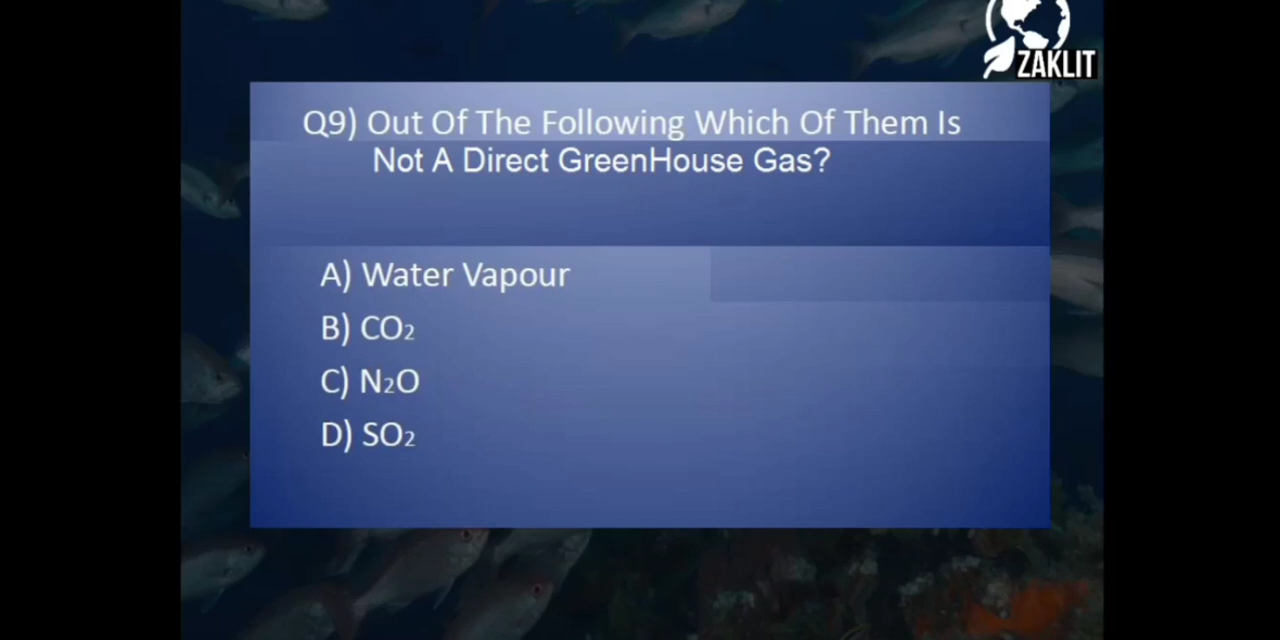 ZAKLIT
Q9) Out Of The Following Which Of Them Is
Not A Direct GreenHouse Gas?
A) Water Vapour
B) CO2
C) N2O
D) SO2